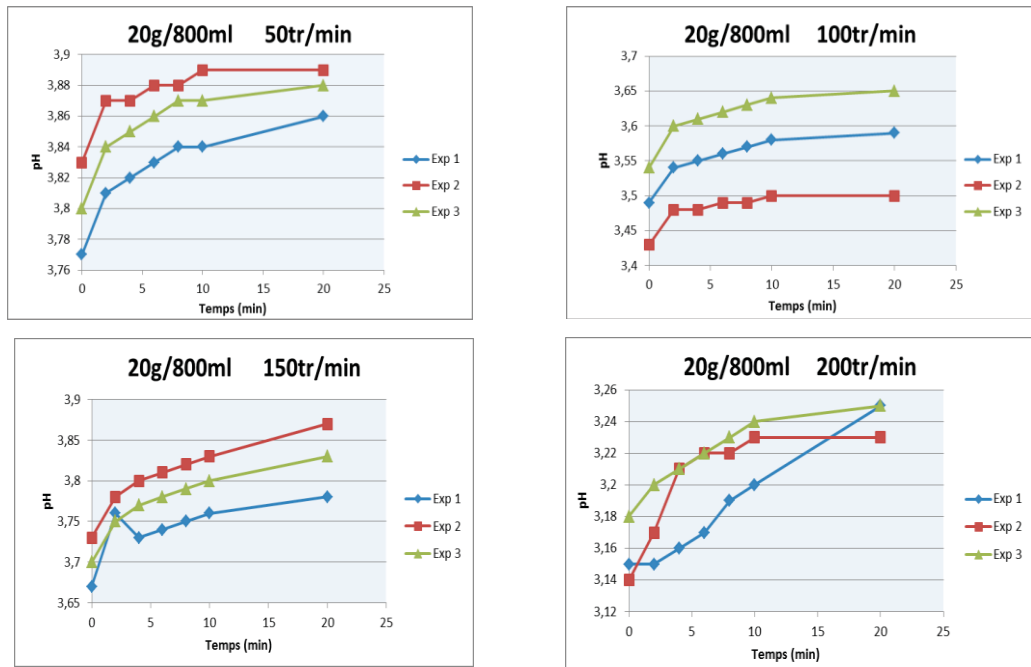 20g/800ml 50tr/min
3,9
3,88
3,86
3,84
3,82
3,8
3,78
3,76
pH
0 5 10 15 20 25
Temps (min)
Exp 1
Exp 2
Exp 3
20g/800ml 100tr/min
3,7
3,65
3,6
3,55
3,5
3,45
3,4
pH
0 5 10 15 20 25
Temps (min)
Exp 1
Exp 2
Exp 3
20g/800ml 150tr/min
3,9
3,85
3,8
3,75
3,7
3,65
pH
0 5 10 15 20 25
Temps (min)
Exp 1
Exp 2
Exp 3
20g/800ml 200tr/min
3,26
3,24
3,22
3,2
3,18
3,16
3,14
3,12
pH
0 5 10 15 20 25
Temps (min)
Exp 1
Exp 2
Exp 3